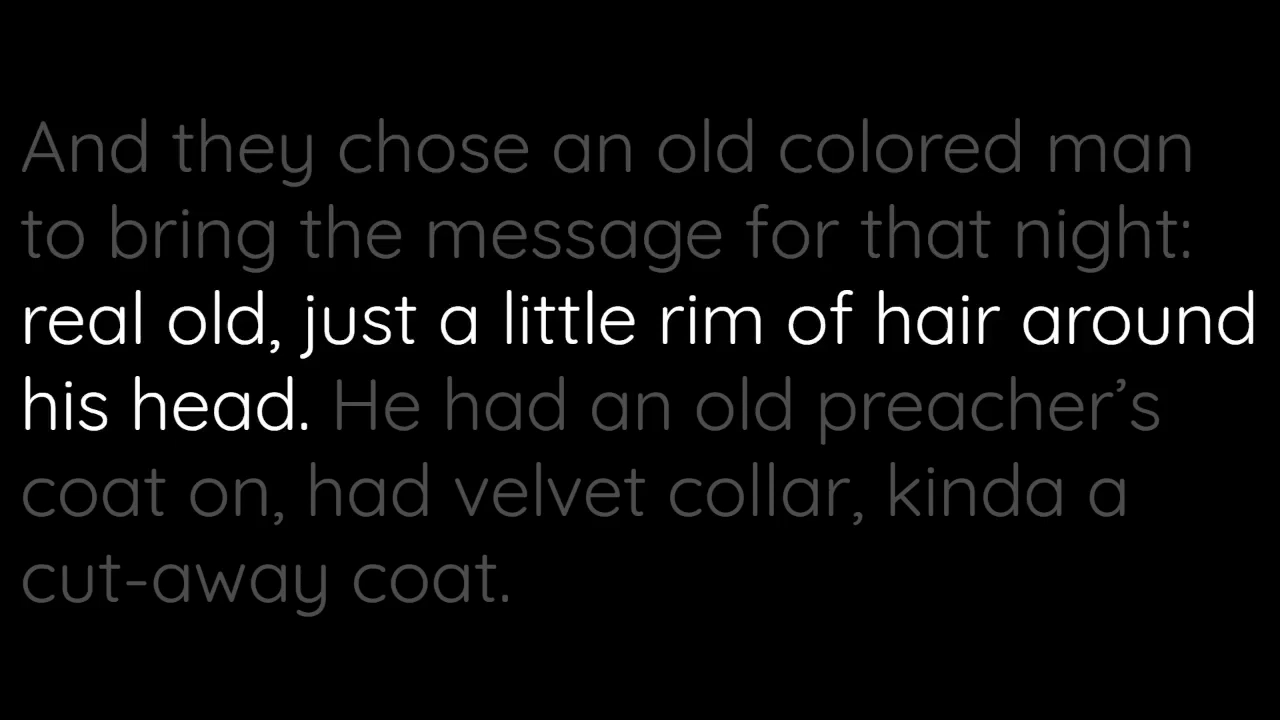 And they chose an old colored man
to bring the message for that night:
real old, just a little rim of hair around
his head. He had an old preacher’s
coat on, had velvet collar, kinda a
cut-away coat.